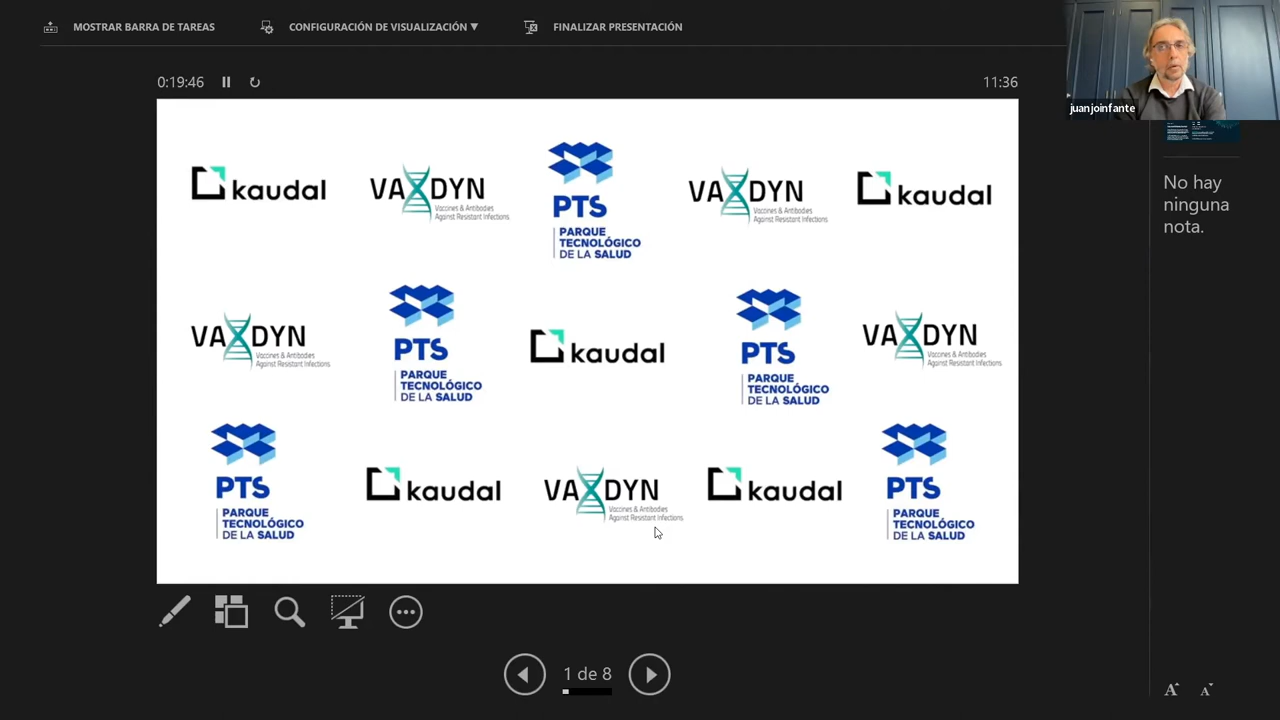 MOSTRAR BARRA DE TAREAS
CONFIGURACIÓN DE VISUALIZACIÓN ▼
FINALIZAR PRESENTACIÓN
juanjoinfante
0:19:46
11:36
kaudal
VAXDYN
Vaccines & Antibodies
Against Resistant Infections
PTS
PARQUE
TECNOLÓGICO
DE LA SALUD
VAXDYN
Vaccines & Antibodies
Against Resistant Infections
kaudal
No hay
ninguna
nota.
VAXDYN
Vaccines & Antibodies
Against Resistant Infections
PTS
PARQUE
TECNOLÓGICO
DE LA SALUD
kaudal
PTS
PARQUE
TECNOLÓGICO
DE LA SALUD
VAXDYN
Vaccines & Antibodies
Against Resistant Infections
PTS
PARQUE
TECNOLÓGICO
DE LA SALUD
kaudal
VAXDYN
Vaccines & Antibodies
Against Resistant Infections
kaudal
PTS
PARQUE
TECNOLÓGICO
DE LA SALUD
1 de 8
A
A